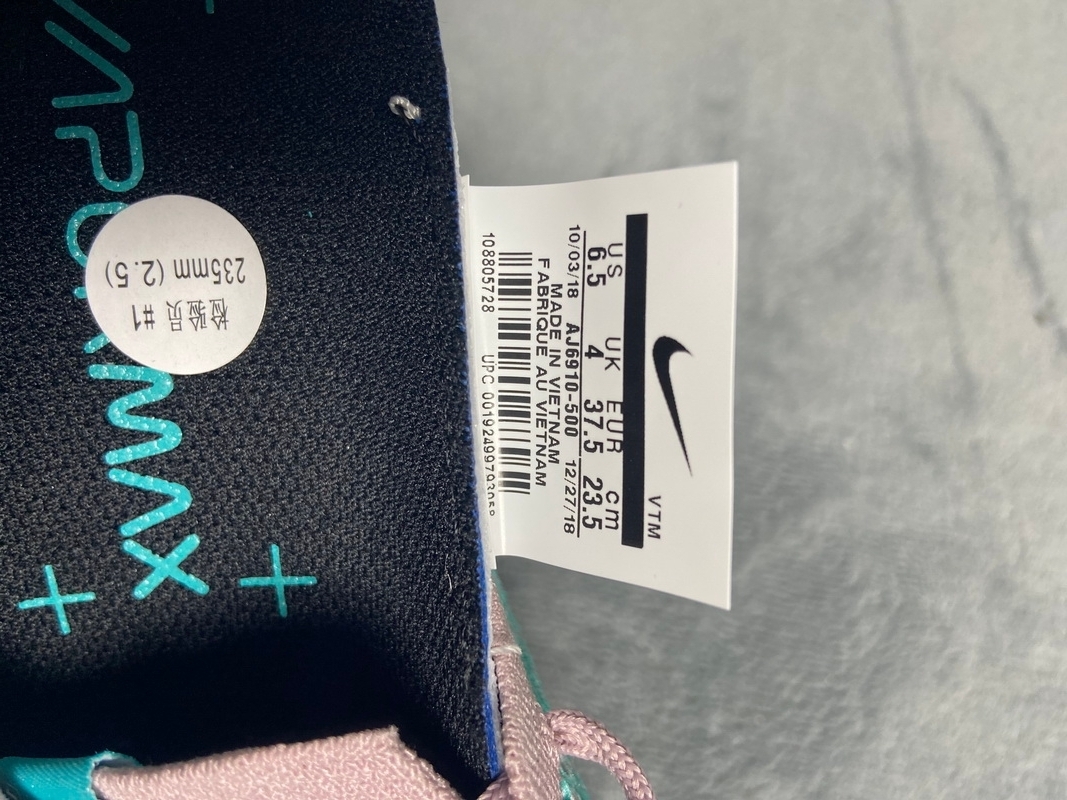 VAPORMAX
检验员 #1
235mm (2.5)
VTM
US UK EUR cm
6.5 4 37.5 23.5
10/03/18 AJ6910-500 12/27/18
MADE IN VIETNAM
FABRIQUE AU VIETNAM
108805728 UPC